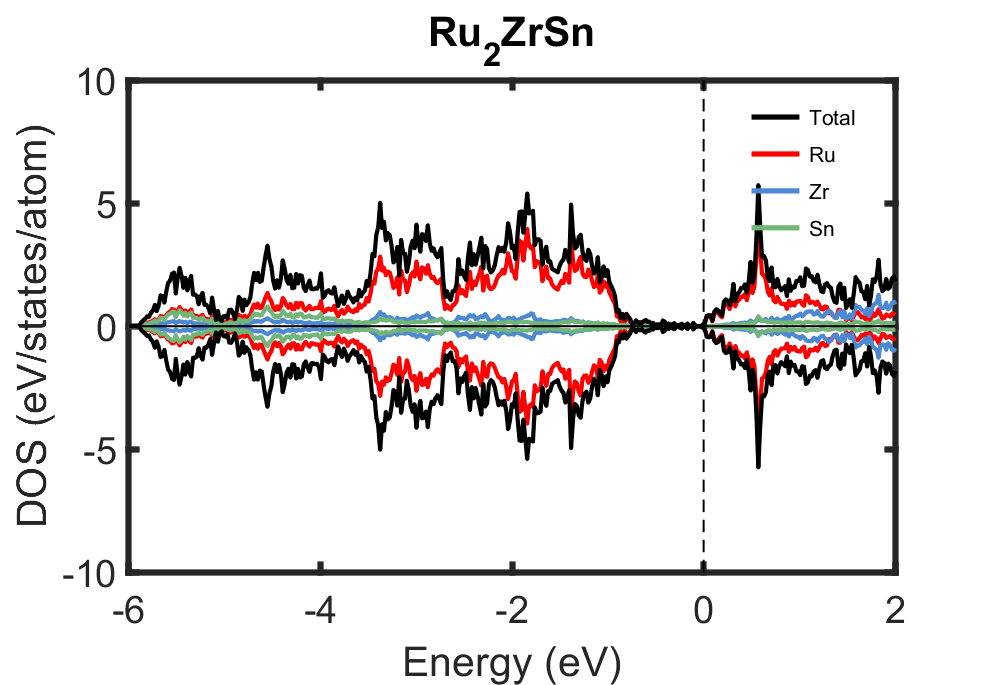 Ru2ZrSn
10
5
0
-5
-10
DOS (eV/states/atom)
Total
Ru
Zr
Sn
-6 -4 -2 0 2
Energy (eV)